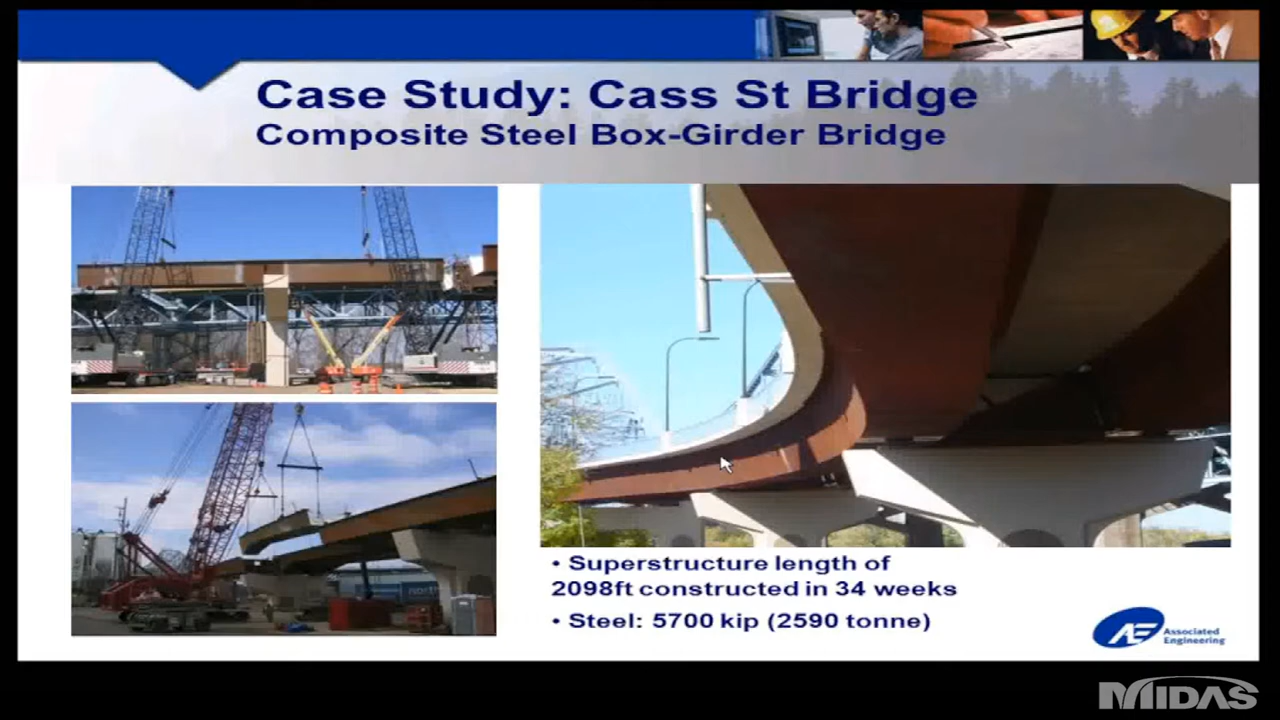 Case Study: Cass St Bridge
Composite Steel Box-Girder Bridge
• Superstructure length of
2098ft constructed in 34 weeks
• Steel: 5700 kip (2590 tonne)
AE Associated
Engineering
MIDAS